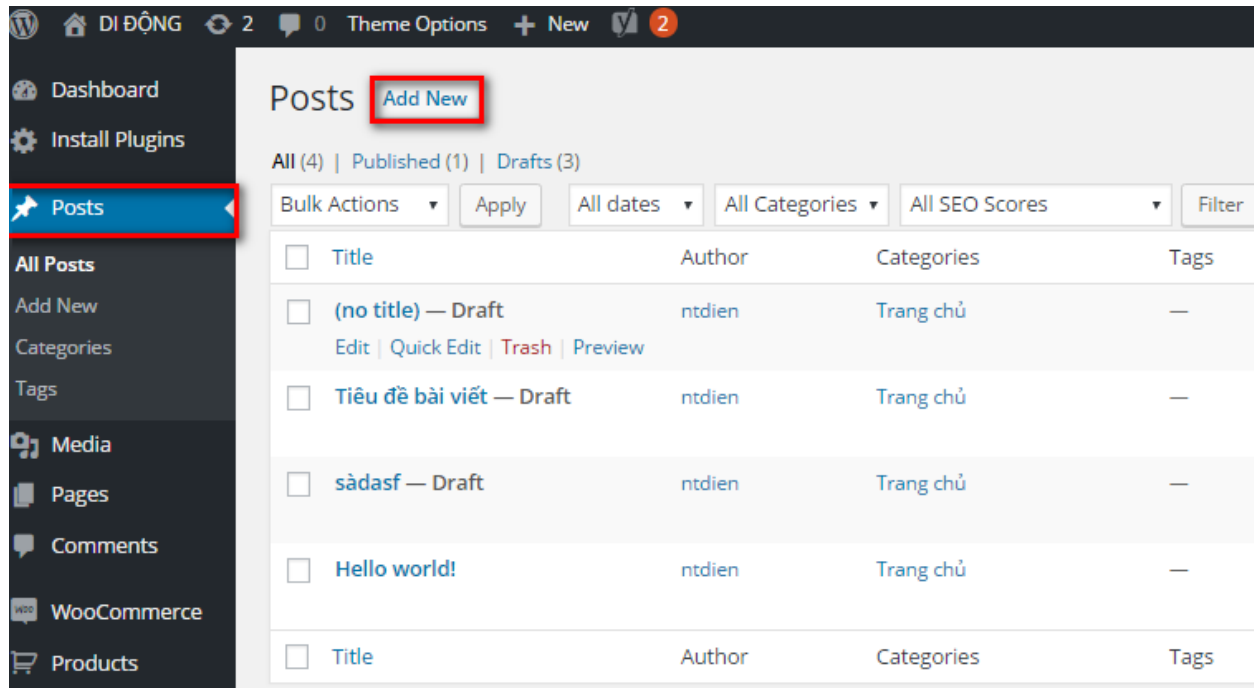 DI ĐỘNG 2 0 Theme Options + New 2
Dashboard
Install Plugins
Posts
All Posts
Add New
Categories
Tags
Media
Pages
Comments
WooCommerce
Products
Posts Add New
All (4) | Published (1) | Drafts (3)
Bulk Actions Apply All dates All Categories All SEO Scores Filter
Title Author Categories Tags
(no title) — Draft ntdien Trang chủ —
Edit | Quick Edit | Trash | Preview
Tiêu đề bài viết — Draft ntdien Trang chủ —
sàdasf — Draft ntdien Trang chủ —
Hello world! ntdien Trang chủ —
Title Author Categories Tags